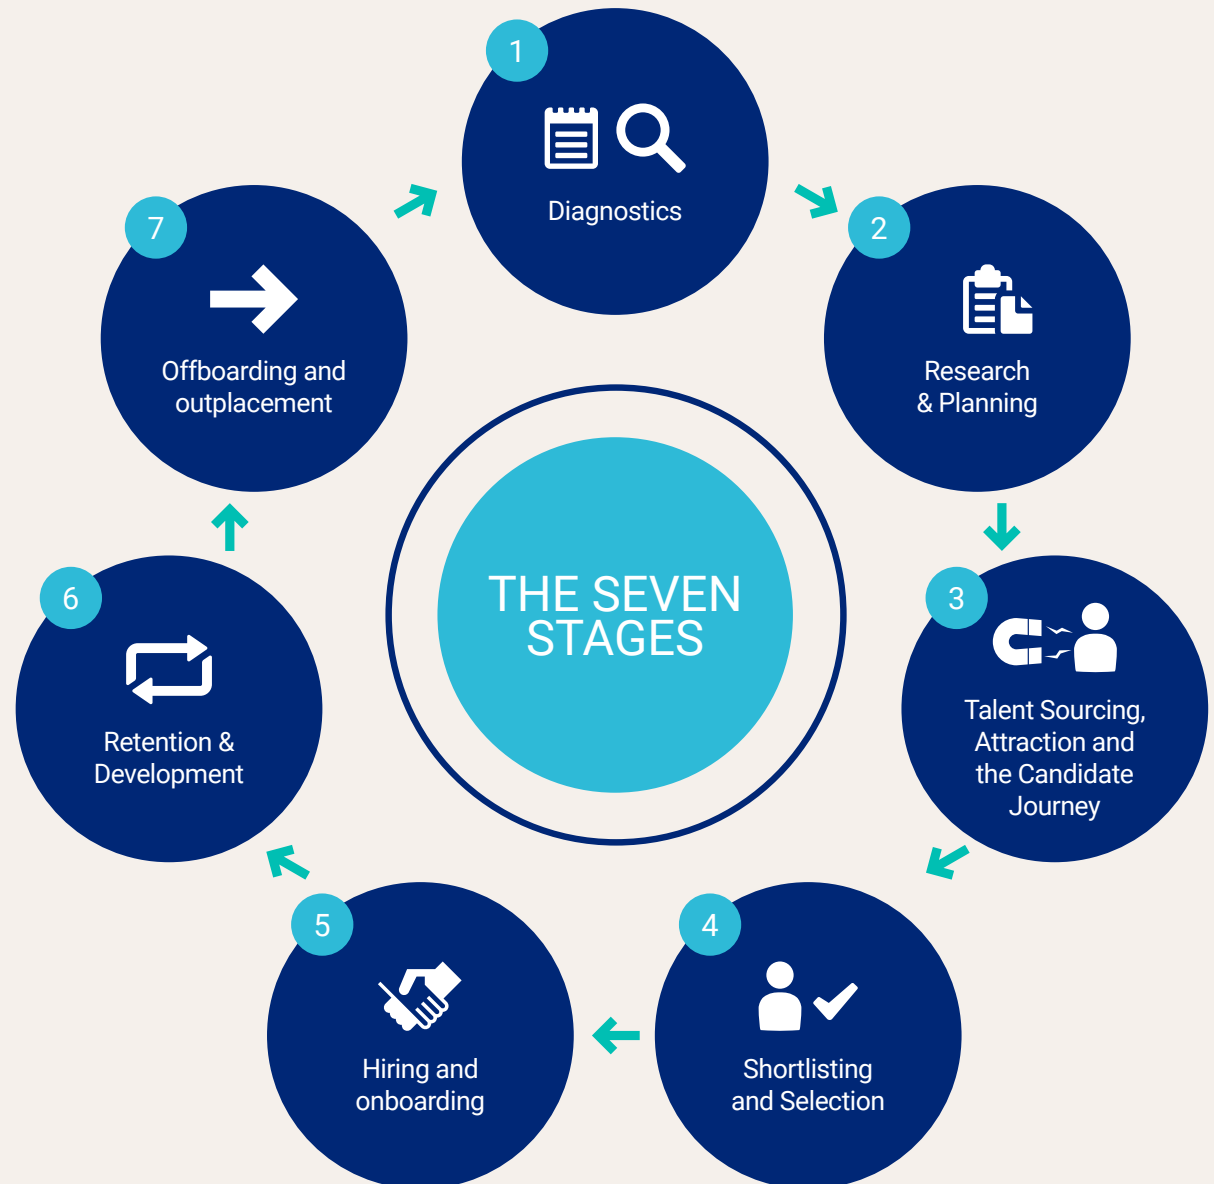 1
Diagnostics
2
Research
& Planning
3
Talent Sourcing,
Attraction and
the Candidate
Journey
4
Shortlisting
and Selection
5
Hiring and
onboarding
6
Retention &
Development
7
Offboarding and
outplacement
THE SEVEN
STAGES